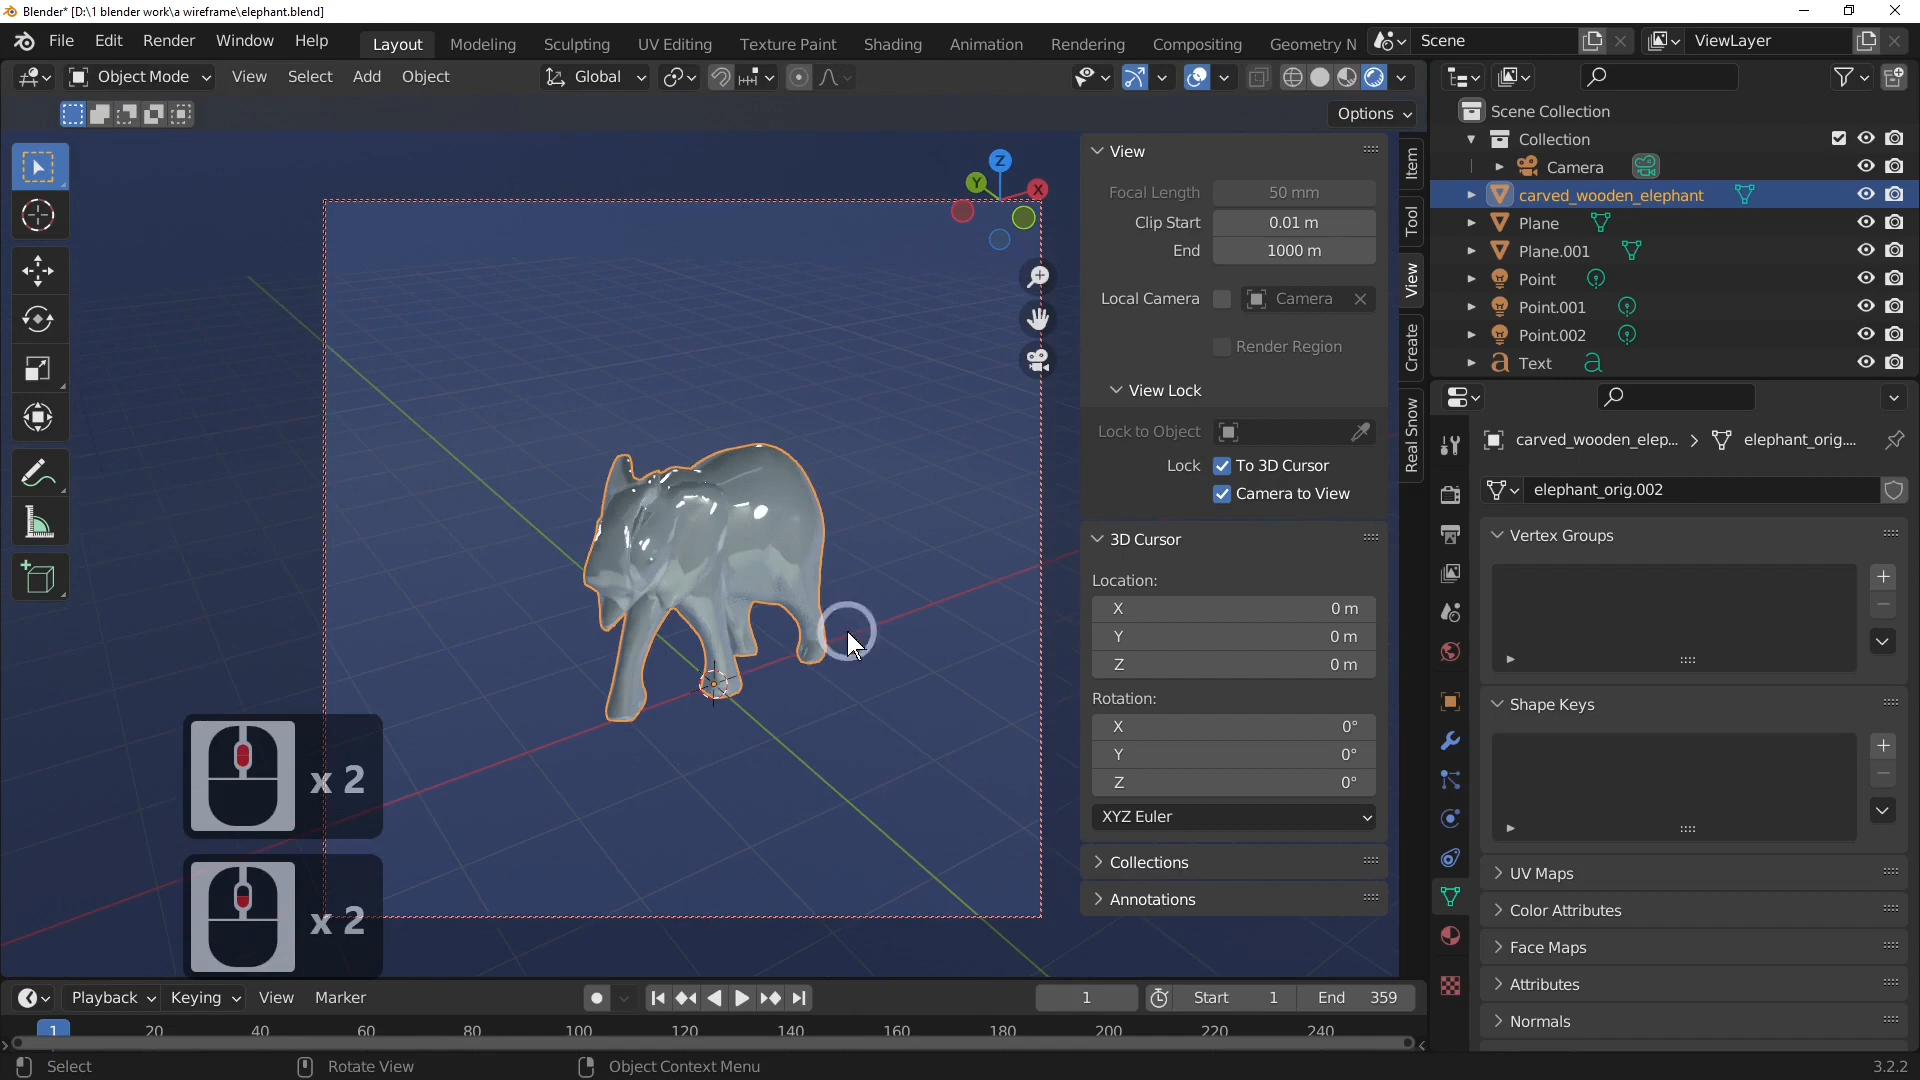 Blender* [D:\1 blender work\a wireframe\elephant.blend]
File Edit Render Window Help Layout Modeling Sculpting UV Editing Texture Paint Shading Animation Rendering Compositing Geometry N Scene ViewLayer
Object Mode View Select Add Object Global
Options
Scene Collection
Collection
Camera
carved_wooden_elephant
Plane
Plane.001
Point
Point.001
Point.002
Text
Z
Y
X
View
Focal Length 50 mm
Clip Start 0.01 m
End 1000 m
Local Camera Camera
Render Region
View Lock
Lock to Object
Lock To 3D Cursor
Camera to View
3D Cursor
Location:
X 0 m
Y 0 m
Z 0 m
Rotation:
X 0°
Y 0°
Z 0°
XYZ Euler
Collections
Annotations
Item
Tool
View
Create
Real Snow
carved_wooden_elep... elephant_orig....
elephant_orig.002
Vertex Groups
Shape Keys
UV Maps
Color Attributes
Face Maps
Attributes
Normals
x 2
x 2
Playback Keying View Marker 1 Start 1 End 359
1 20 40 60 80 100 120 140 160 180 200 220 240
Select Rotate View Object Context Menu 3.2.2